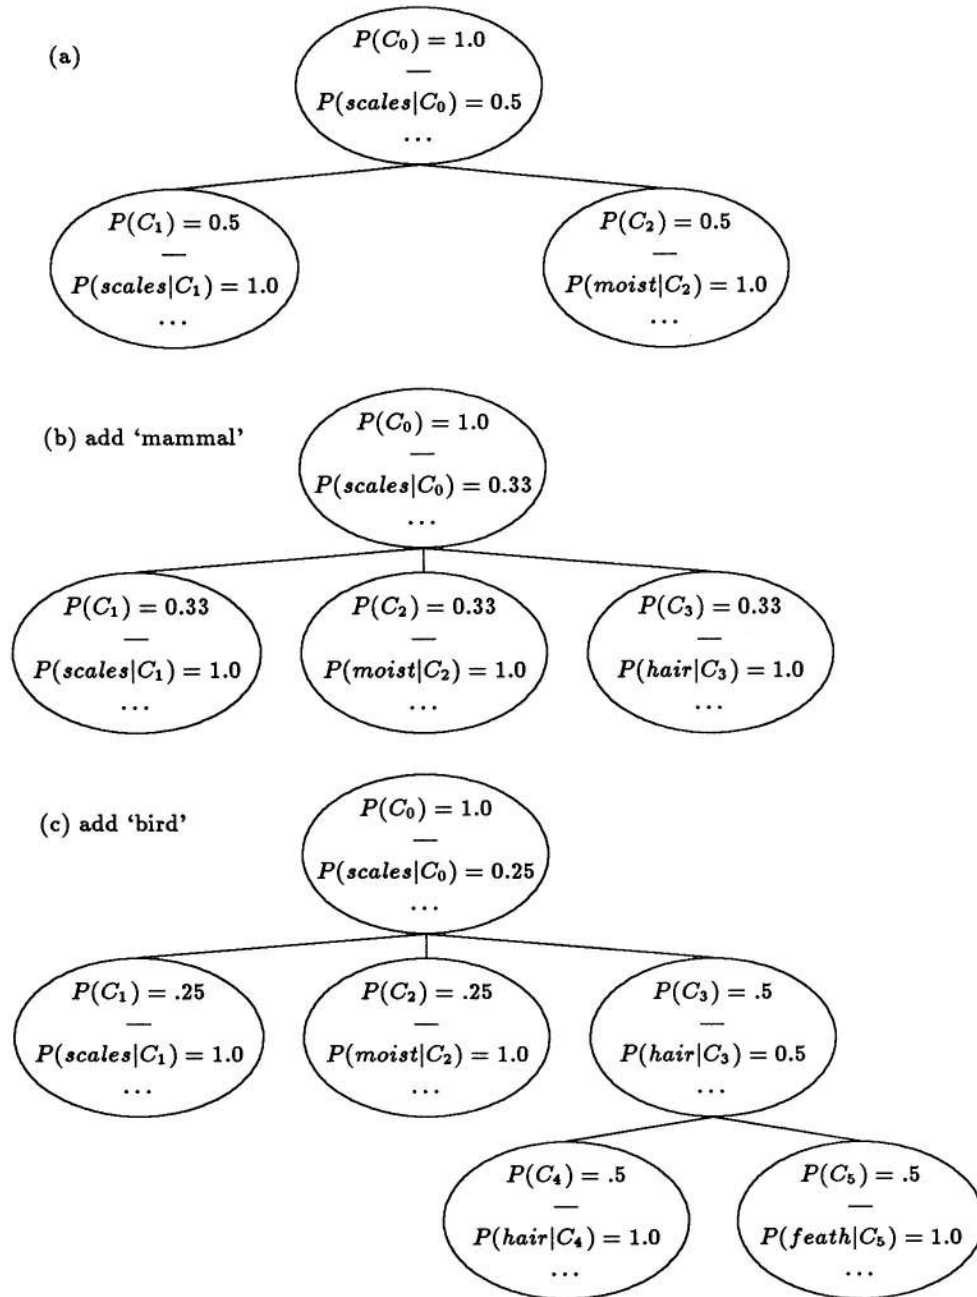 (a)
P(C₀) = 1.0
—
P(scales|C₀) = 0.5
...
P(C₁) = 0.5
—
P(scales|C₁) = 1.0
...
P(C₂) = 0.5
—
P(moist|C₂) = 1.0
...
(b) add ‘mammal’
P(C₀) = 1.0
—
P(scales|C₀) = 0.33
...
P(C₁) = 0.33
—
P(scales|C₁) = 1.0
...
P(C₂) = 0.33
—
P(moist|C₂) = 1.0
...
P(C₃) = 0.33
—
P(hair|C₃) = 1.0
...
(c) add ‘bird’
P(C₀) = 1.0
—
P(scales|C₀) = 0.25
...
P(C₁) = .25
—
P(scales|C₁) = 1.0
...
P(C₂) = .25
—
P(moist|C₂) = 1.0
...
P(C₃) = .5
—
P(hair|C₃) = 0.5
...
P(C₄) = .5
—
P(hair|C₄) = 1.0
...
P(C₅) = .5
—
P(feath|C₅) = 1.0
...